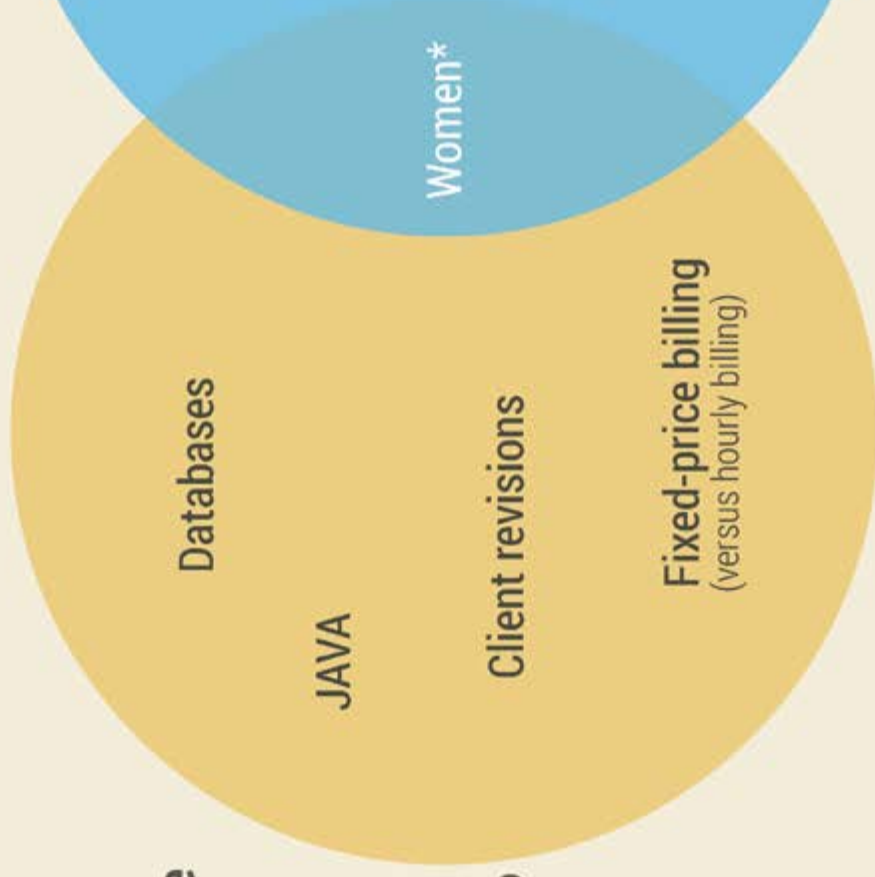 Databases
JAVA
Client revisions
Fixed-price billing
(versus hourly billing)
Women*